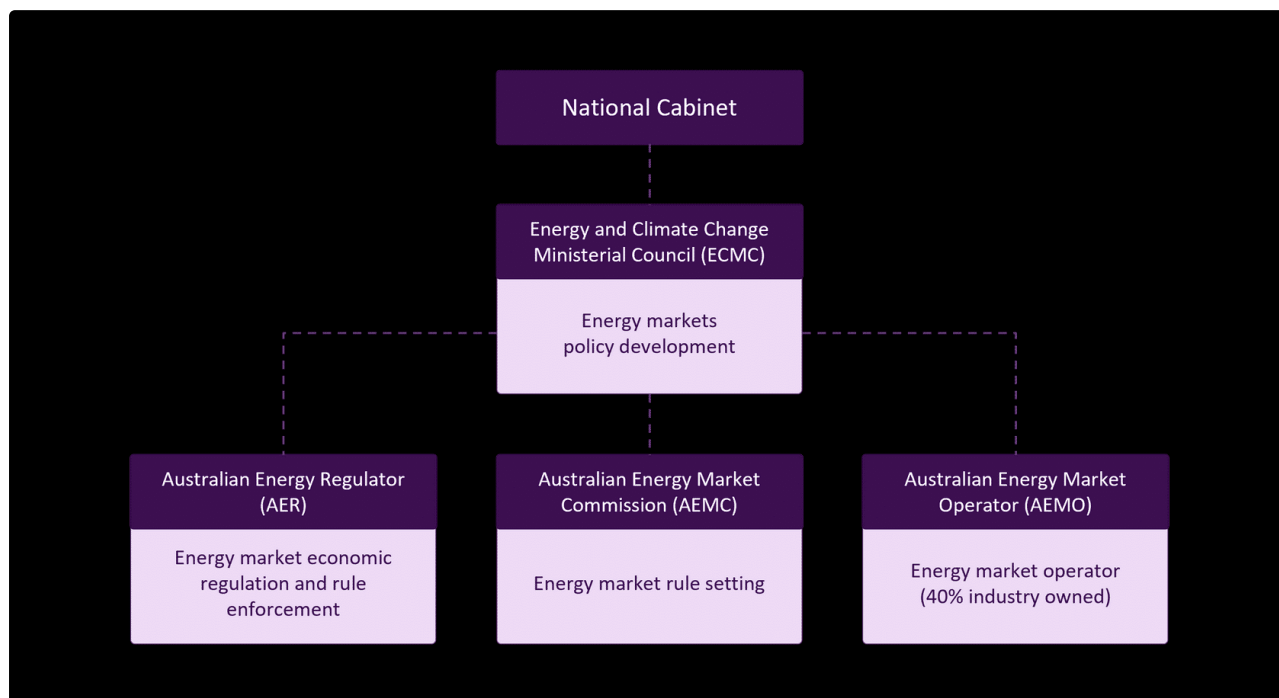 National Cabinet
Energy and Climate Change
Ministerial Council (ECMC)
Energy markets
policy development
Australian Energy Regulator
(AER)
Energy market economic
regulation and rule
enforcement
Australian Energy Market
Commission (AEMC)
Energy market rule setting
Australian Energy Market
Operator (AEMO)
Energy market operator
(40% industry owned)